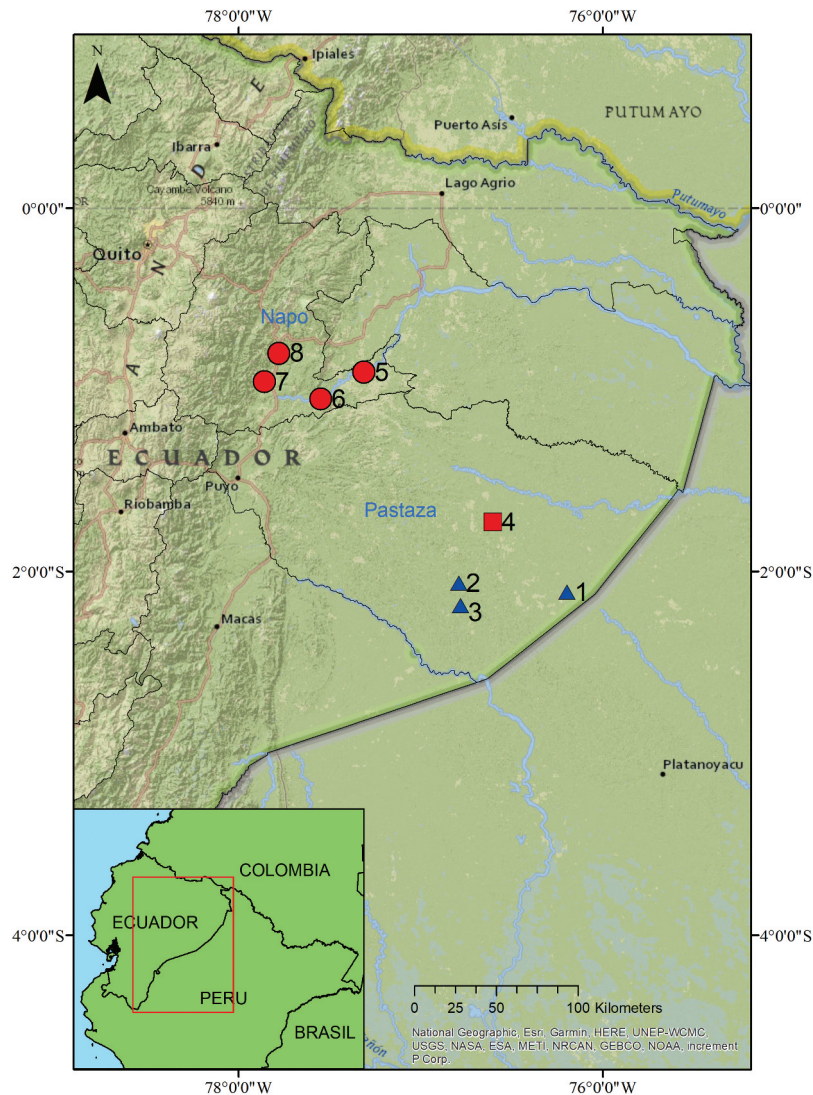 78°0'0"W
76°0'0"W
N
Ipiales
E
PUTUMAYO
Puerto Asís
Ibarra
D
Cayambe Volcano
5840 m
Lago Agrio
Putumayo
0°0'0"
0°0'0"
Quito
N
Napo
8
5
7
6
A
Ambato
ECUADOR
Puyo
Riobamba
Pastaza
4
2°0'0"S
2°0'0"S
2
1
3
Macas
Platanoyacu
COLOMBIA
ECUADOR
PERU
BRASIL
4°0'0"S
4°0'0"S
0 25 50 100 Kilometers
National Geographic, Esri, Garmin, HERE, UNEP-WCMC,
USGS, NASA, ESA, METI, NRCAN, GEBCO, NOAA, increment
P Corp.
78°0'0"W
76°0'0"W